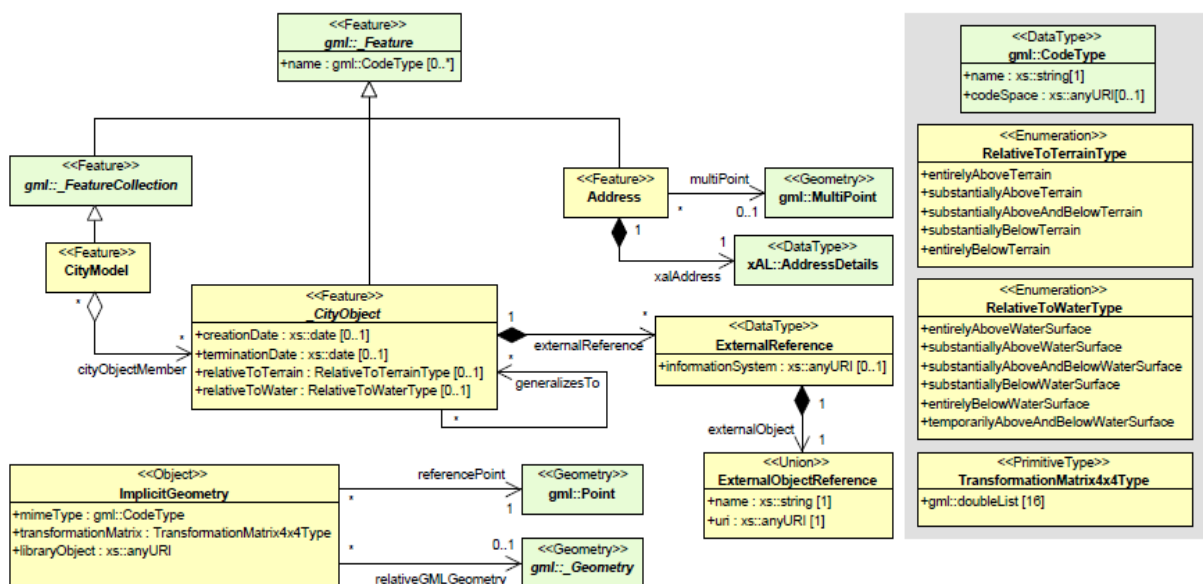 <<Feature>>
gml::_Feature
+name : gml::CodeType [0..*]
<<Feature>>
gml::_FeatureCollection
<<Feature>>
CityModel
*
*
cityObjectMember
<<Feature>>
Address
multiPoint
*
0..1
<<Geometry>>
gml::MultiPoint
1
1
xalAddress
<<DataType>>
xAL::AddressDetails
<<Feature>>
_CityObject
+creationDate : xs::date [0..1]
+terminationDate : xs::date [0..1]
+relativeToTerrain : RelativeToTerrainType [0..1]
+relativeToWater : RelativeToWaterType [0..1]
1
*
externalReference
*
generalizesTo
*
<<DataType>>
ExternalReference
+informationSystem : xs::anyURI [0..1]
1
externalObject
1
<<Union>>
ExternalObjectReference
+name : xs::string [1]
+uri : xs::anyURI [1]
<<Object>>
ImplicitGeometry
+mimeType : gml::CodeType
+transformationMatrix : TransformationMatrix4x4Type
+libraryObject : xs::anyURI
referencePoint
*
1
<<Geometry>>
gml::Point
*
0..1
relativeGMLGeometry
<<Geometry>>
gml::_Geometry
<<DataType>>
gml::CodeType
+name : xs::string[1]
+codeSpace : xs::anyURI[0..1]
<<Enumeration>>
RelativeToTerrainType
+entirelyAboveTerrain
+substantiallyAboveTerrain
+substantiallyAboveAndBelowTerrain
+substantiallyBelowTerrain
+entirelyBelowTerrain
<<Enumeration>>
RelativeToWaterType
+entirelyAboveWaterSurface
+substantiallyAboveWaterSurface
+substantiallyAboveAndBelowWaterSurface
+substantiallyBelowWaterSurface
+entirelyBelowWaterSurface
+temporarilyAboveAndBelowWaterSurface
<<PrimitiveType>>
TransformationMatrix4x4Type
+gml::doubleList [16]